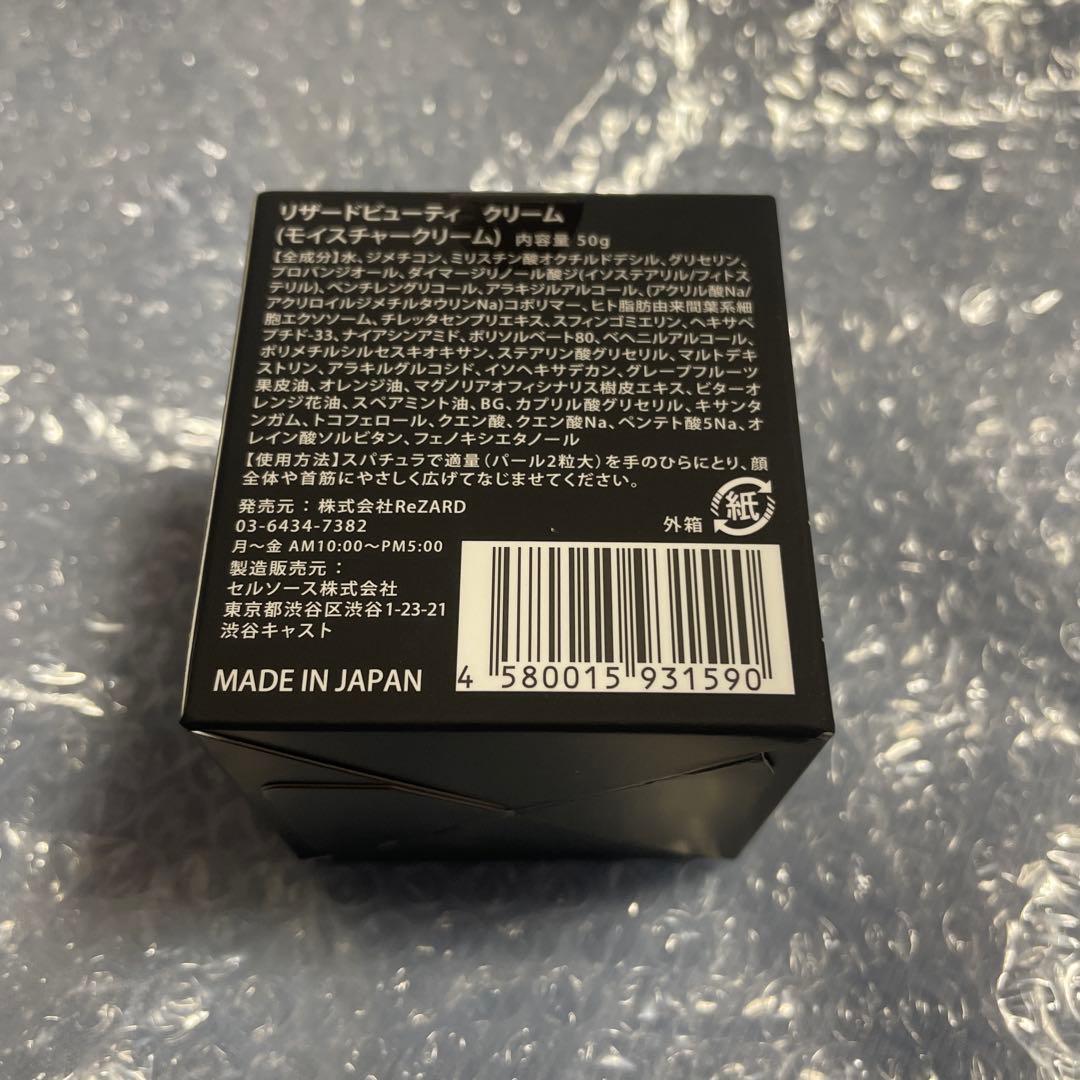 リザードビューティ クリーム
(モイスチャークリーム) 内容量 50g
【全成分】水、ジメチコン、ミリスチン酸オクチルドデシル、グリセリン、
プロパンジオール、ダイマージリノール酸ジ(イソステアリル/フィトス
テリル)、ペンチレングリコール、アラキジルアルコール、(アクリル酸Na/
アクリロイルジメチルタウリンNa)コポリマー、ヒト脂肪由来間葉系細
胞エクソソーム、チレッタセンブリエキス、スフィンゴミエリン、ヘキサペ
プチド-33、ナイアシンアミド、ポリソルベート80、ベヘニルアルコール、
ポリメチルシルセスキオキサン、ステアリン酸グリセリル、マルトデキ
ストリン、アラキルグルコシド、イソヘキサデカン、グレープフルーツ
果皮油、オレンジ油、マグノリアオフィシナリス樹皮エキス、ビターオ
レンジ花油、スペアミント油、BG、カプリル酸グリセリル、キサンタ
ンガム、トコフェロール、クエン酸、クエン酸Na、ペンテト酸5Na、オ
レイン酸ソルビタン、フェノキシエタノール
【使用方法】スパチュラで適量(パール2粒大)を手のひらにとり、顔
全体や首筋にやさしく広げてなじませてください。
発売元：株式会社ReZARD
03-6434-7382
月〜金 AM10:00〜PM5:00
製造販売元：
セルソース株式会社
東京都渋谷区渋谷1-23-21
渋谷キャスト
MADE IN JAPAN
外箱 紙
4 580015 931590